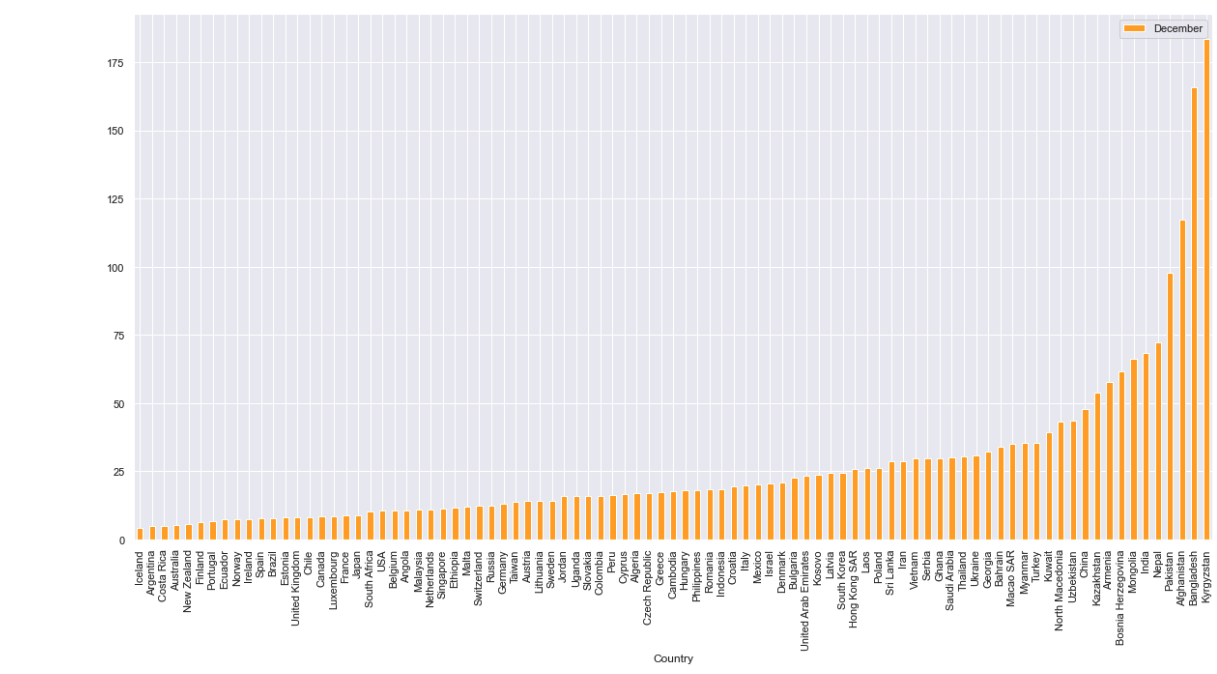 December
175
150
125
100
75
50
25
0
Iceland
Argentina
Costa Rica
Australia
New Zealand
Finland
Portugal
Ecuador
Norway
Ireland
Spain
Brazil
Estonia
United Kingdom
Chile
Canada
Luxembourg
France
Japan
South Africa
USA
Belgium
Angola
Malaysia
Netherlands
Singapore
Ethiopia
Malta
Switzerland
Russia
Germany
Taiwan
Austria
Lithuania
Sweden
Jordan
Uganda
Slovakia
Colombia
Peru
Cyprus
Algeria
Czech Republic
Greece
Cambodia
Hungary
Philippines
Romania
Indonesia
Croatia
Italy
Mexico
Israel
Denmark
Bulgaria
United Arab Emirates
Kosovo
Latvia
South Korea
Hong Kong SAR
Laos
Poland
Sri Lanka
Iran
Vietnam
Serbia
Ghana
Saudi Arabia
Thailand
Ukraine
Georgia
Bahrain
Macao SAR
Myanmar
Turkey
Kuwait
North Macedonia
Uzbekistan
China
Kazakhstan
Armenia
Bosnia Herzegovina
Mongolia
India
Nepal
Pakistan
Afghanistan
Bangladesh
Kyrgyzstan
Country